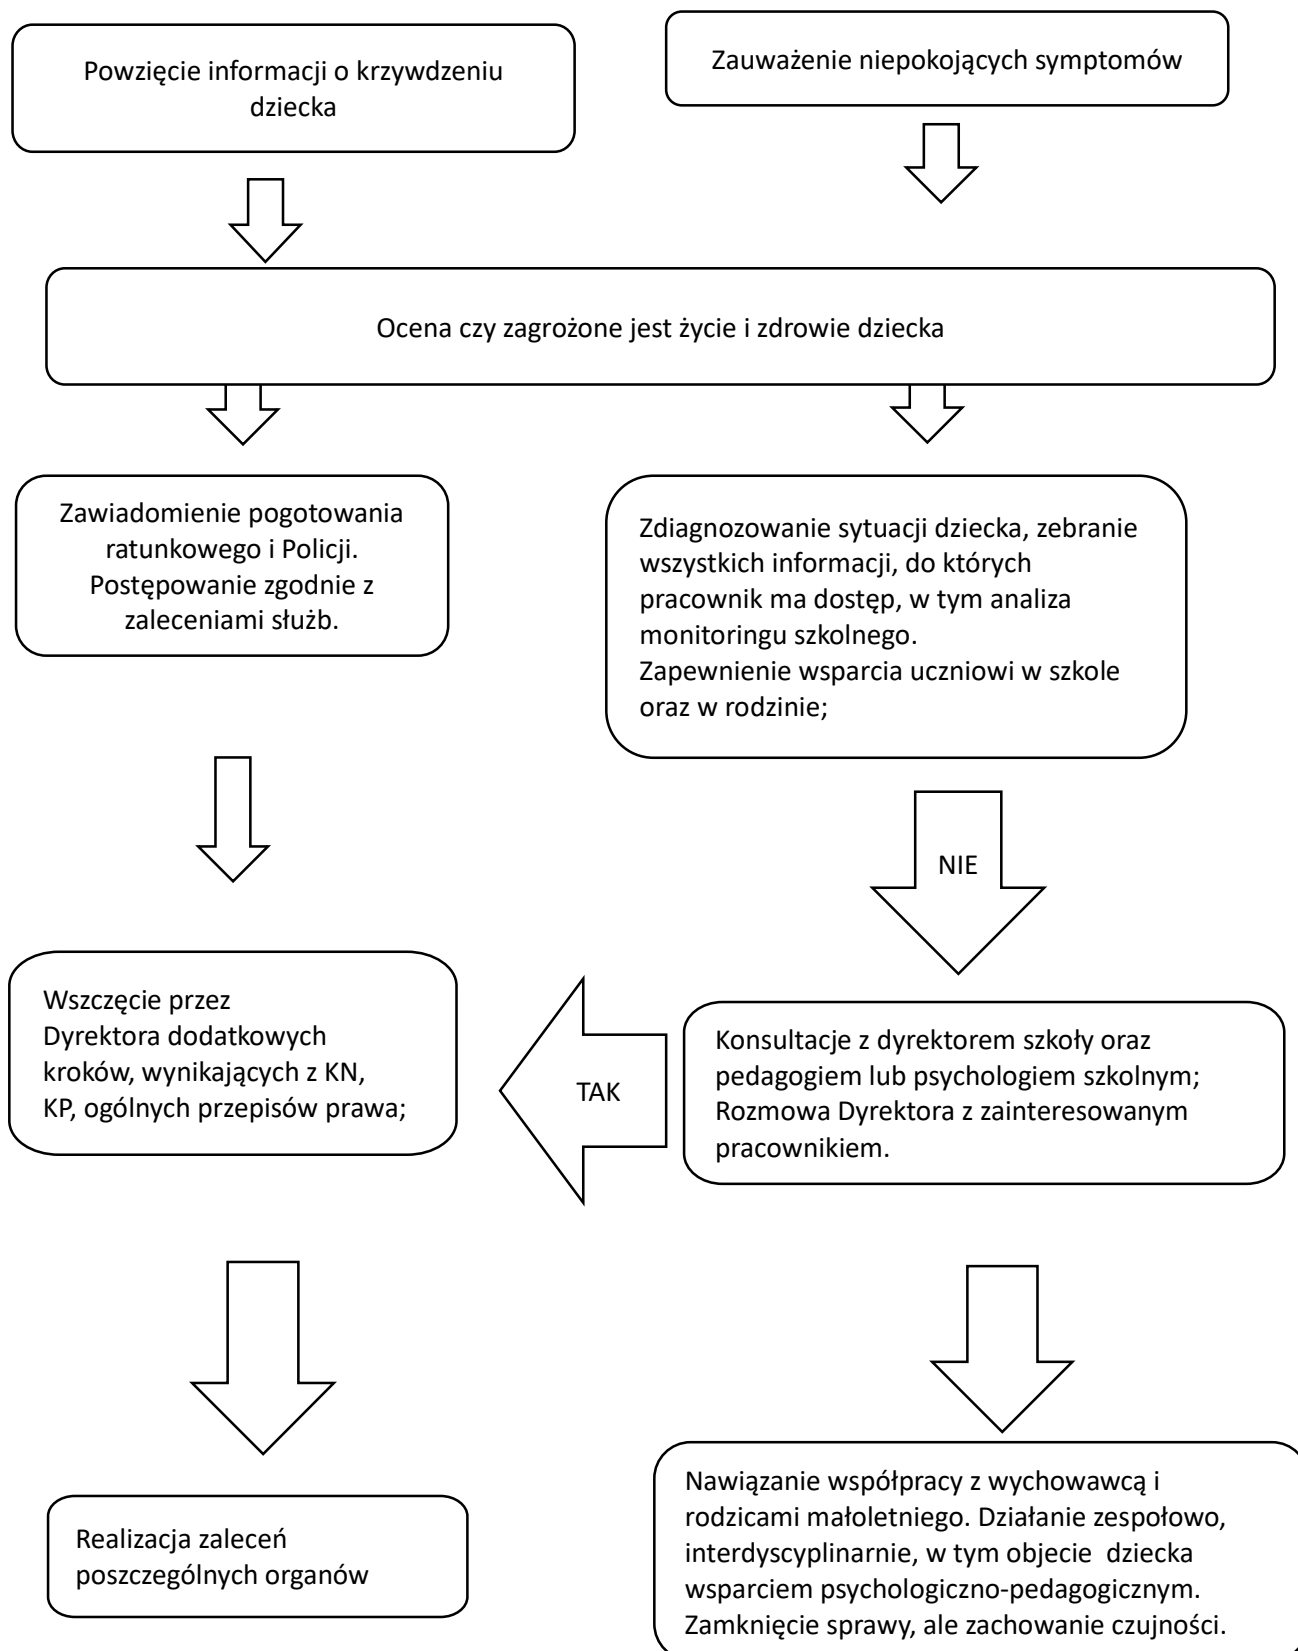 Powzięcie informacji o krzywdzeniu
dziecka
Zauważenie niepokojących symptomów
Ocena czy zagrożone jest życie i zdrowie dziecka
Zawiadomienie pogotowania
ratunkowego i Policji.
Postępowanie zgodnie z
zaleceniami służb.
Zdiagnozowanie sytuacji dziecka, zebranie
wszystkich informacji, do których
pracownik ma dostęp, w tym analiza
monitoringu szkolnego.
Zapewnienie wsparcia uczniowi w szkole
oraz w rodzinie;
NIE
Wszczęcie przez
Dyrektora dodatkowych
kroków, wynikających z KN,
KP, ogólnych przepisów prawa;
TAK
Konsultacje z dyrektorem szkoły oraz
pedagogiem lub psychologiem szkolnym;
Rozmowa Dyrektora z zainteresowanym
pracownikiem.
Realizacja zaleceń
poszczególnych organów
Nawiązanie współpracy z wychowawcą i
rodzicami małoletniego. Działanie zespołowo,
interdyscyplinarnie, w tym objecie  dziecka
wsparciem psychologiczno-pedagogicznym.
Zamknięcie sprawy, ale zachowanie czujności.